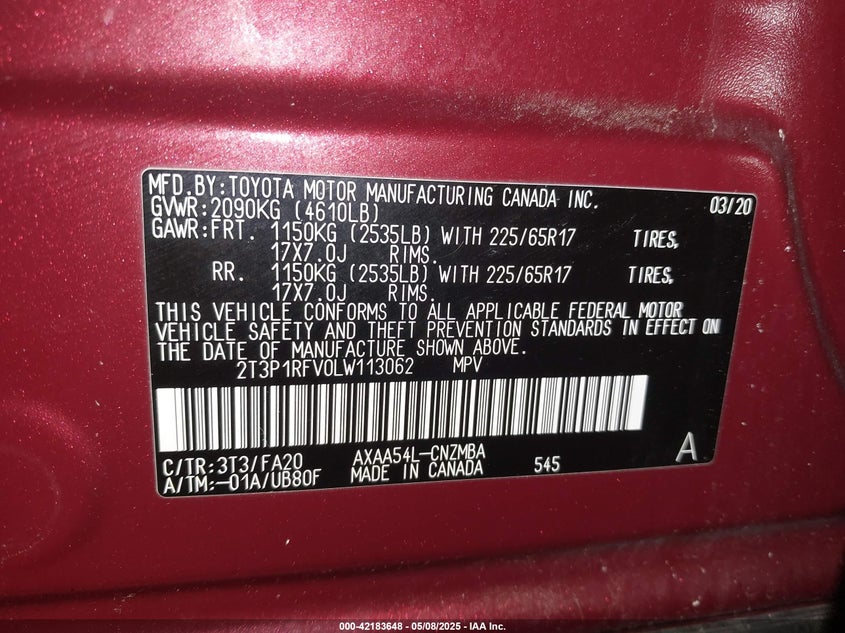 MFD.BY:TOYOTA MOTOR MANUFACTURING CANADA INC. 03/20
GVWR:2090KG (4610LB)
GAWR:FRT. 1150KG (2535LB) WITH 225/65R17 TIRES,
17X7.0J RIMS.
RR. 1150KG (2535LB) WITH 225/65R17 TIRES,
17X7.0J RIMS.
THIS VEHICLE CONFORMS TO ALL APPLICABLE FEDERAL MOTOR
VEHICLE SAFETY AND THEFT PREVENTION STANDARDS IN EFFECT ON
THE DATE OF MANUFACTURE SHOWN ABOVE.
2T3P1RFV0LW113062 MPV
C/TR:3T3/FA20 AXAA54L-CNZMBA
A/TM:-01A/UB80F MADE IN CANADA 545 A
000-42183648 - 05/08/2025 - IAA Inc.